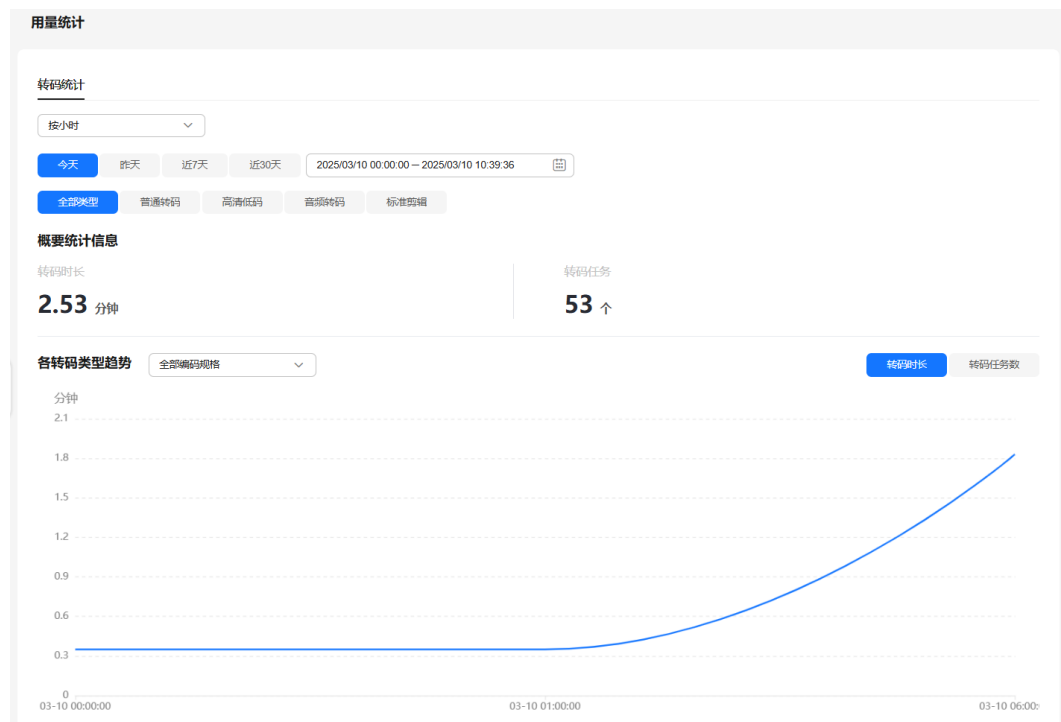 用量统计
转码统计
按小时
今天 昨天 近7天 近30天 2025/03/10 00:00:00 — 2025/03/10 10:39:36
全部类型 普通转码 高清低码 音频转码 标准剪辑
概要统计信息
转码时长 转码任务
2.53 分钟 53 个
各转码类型趋势 全部编码规格 转码时长 转码任务数
分钟
2.1
1.8
1.5
1.2
0.9
0.6
0.3
0
03-10 00:00:00 03-10 01:00:00 03-10 06:00: